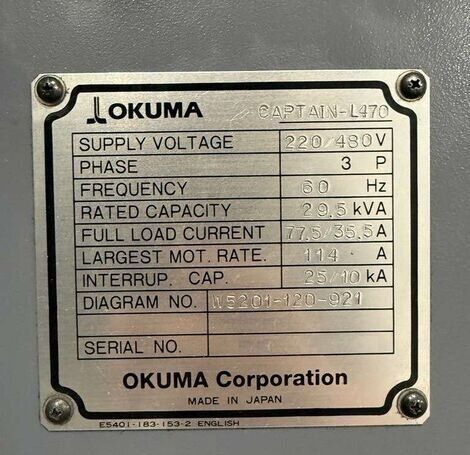 OKUMA CAPTAIN-L470
SUPPLY VOLTAGE 220/480V
PHASE 3 P
FREQUENCY 60 Hz
RATED CAPACITY 29.5 kVA
FULL LOAD CURRENT 77.5/35.5A
LARGEST MOT. RATE. 114 A
INTERRUP. CAP. 25/10 kA
DIAGRAM NO. 15201-120-921
SERIAL NO.
OKUMA Corporation
MADE IN JAPAN
E5401-183-153-2 ENGLISH